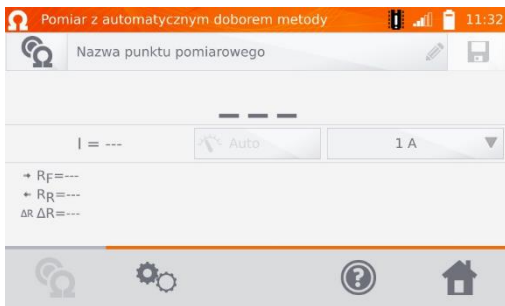 Ω Pomiar z automatycznym doborem metody 11:32
Nazwa punktu pomiarowego
---
I = --- Auto 1 A
→ RF=---
← RR=---
ΔR ΔR=---